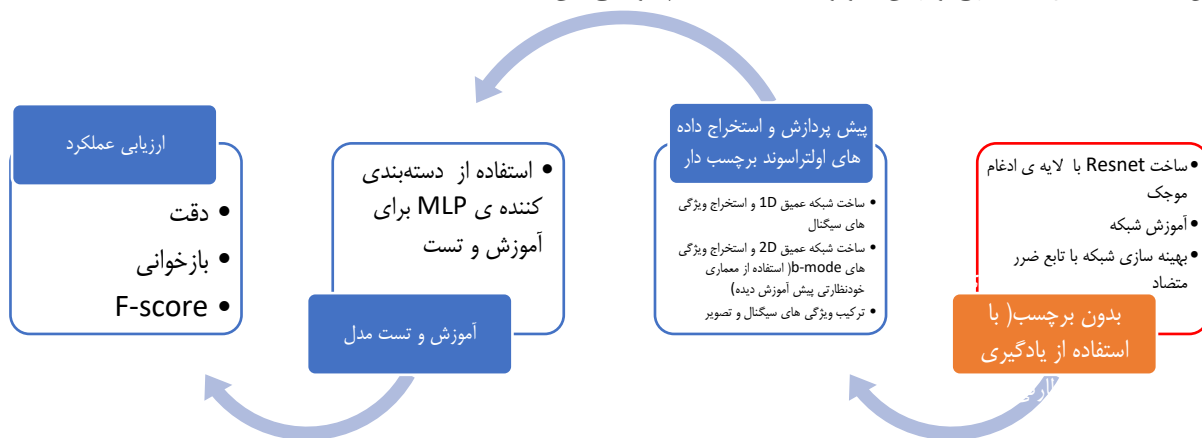 • ساخت Resnet با لایه ی ادغام
موجک
• آموزش شبکه
• بهینه سازی شبکه با تابع ضرر
متضاد
بدون برچسب( با
استفاده از یادگیری
پیش پردازش و استخراج داده
های اولتراسوند برچسب دار
• ساخت شبکه عمیق 1D و استخراج ویژگی
های سیگنال
• ساخت شبکه عمیق 2D و استخراج ویژگی
های b-mode( استفاده از معماری
خودنظارتی پیش آموزش دیده)
• ترکیب ویژگی های سیگنال و تصویر
• استفاده از دسته‌بندی
کننده ی MLP برای
آموزش و تست
آموزش و تست مدل
ارزیابی عملکرد
• دقت
• بازخوانی
• F-score